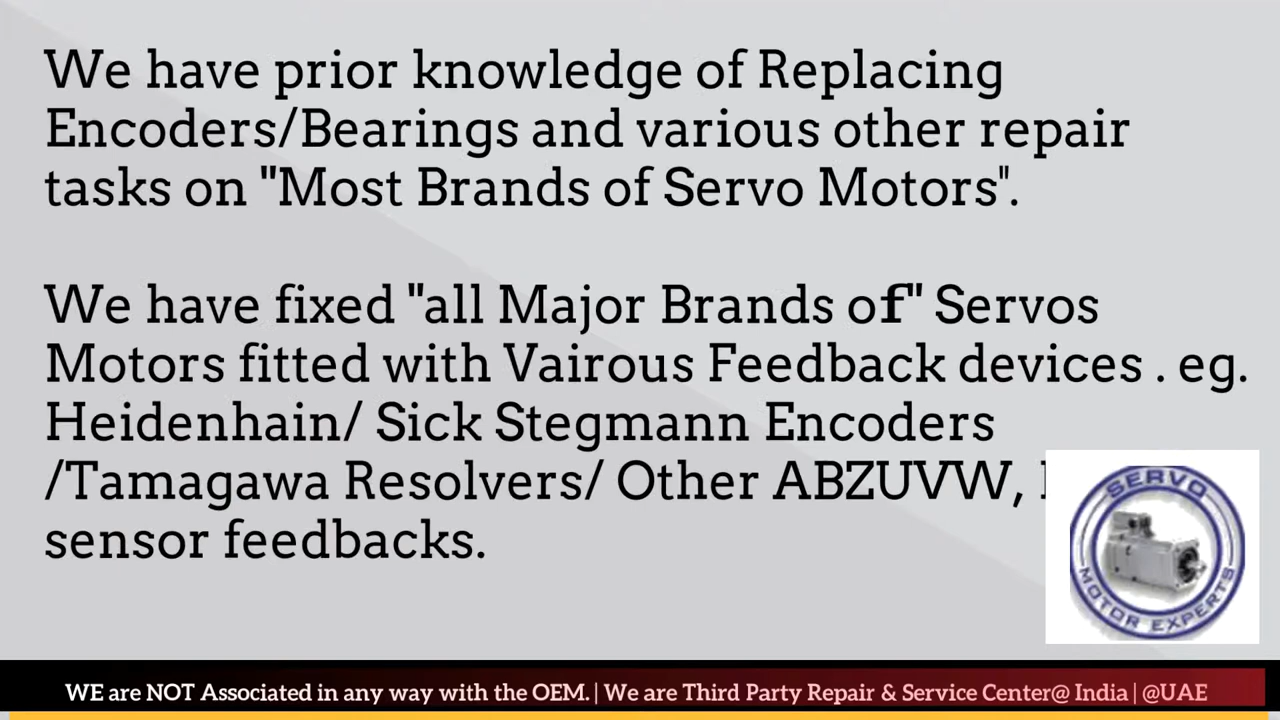 We have prior knowledge of Replacing
Encoders/Bearings and various other repair
tasks on "Most Brands of Servo Motors".
We have fixed "all Major Brands of" Servos
Motors fitted with Vairous Feedback devices . eg.
Heidenhain/ Sick Stegmann Encoders
/Tamagawa Resolvers/ Other ABZUVW,
sensor feedbacks.
SERVO
MOTOR EXPERTS
WE are NOT Associated in any way with the OEM. | We are Third Party Repair & Service Center@ India | @UAE